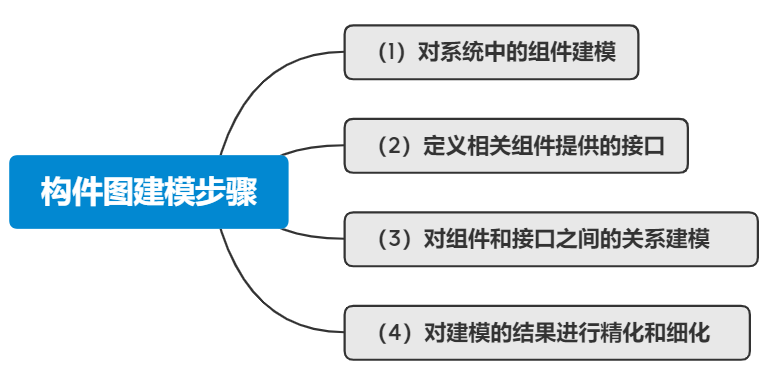 构件图建模步骤
（1）对系统中的组件建模
（2）定义相关组件提供的接口
（3）对组件和接口之间的关系建模
（4）对建模的结果进行精化和细化